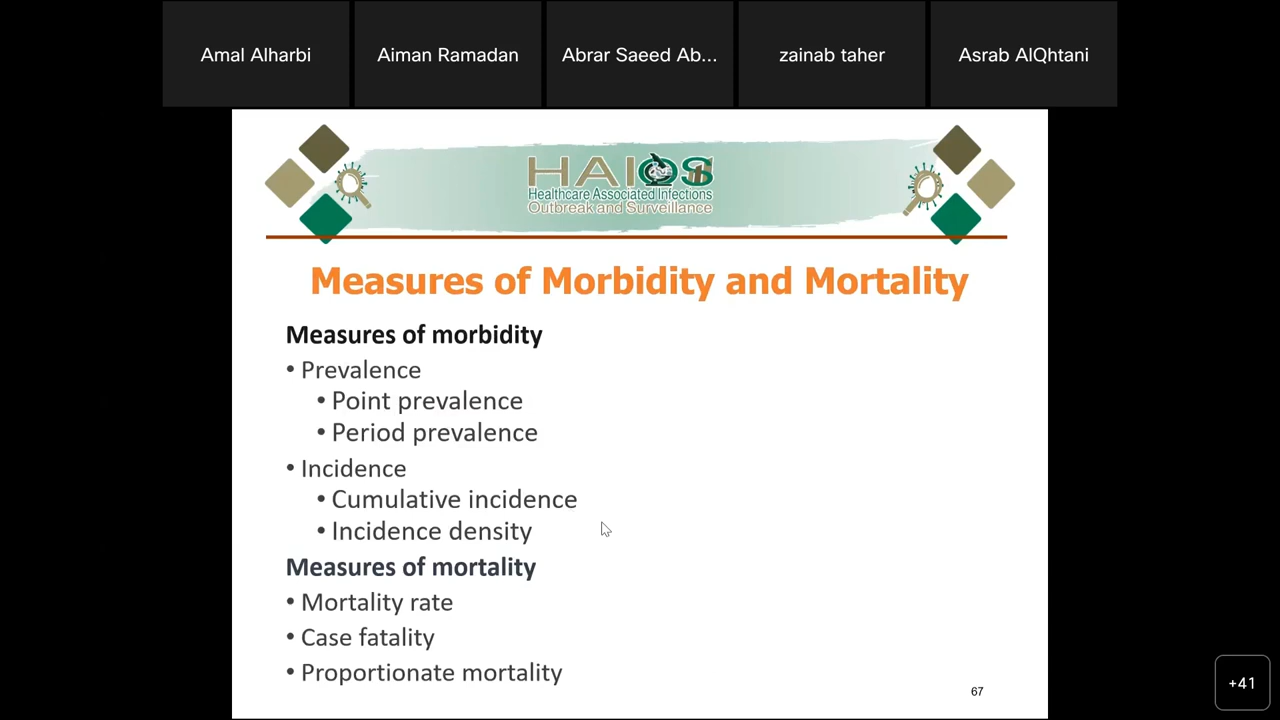 Amal Alharbi
Aiman Ramadan
Abrar Saeed Ab...
zainab taher
Asrab AlQhtani
HAIOS
Healthcare Associated Infections
Outbreak and Surveillance
Measures of Morbidity and Mortality
Measures of morbidity
• Prevalence
• Point prevalence
• Period prevalence
• Incidence
• Cumulative incidence
• Incidence density
Measures of mortality
• Mortality rate
• Case fatality
• Proportionate mortality
67
+41